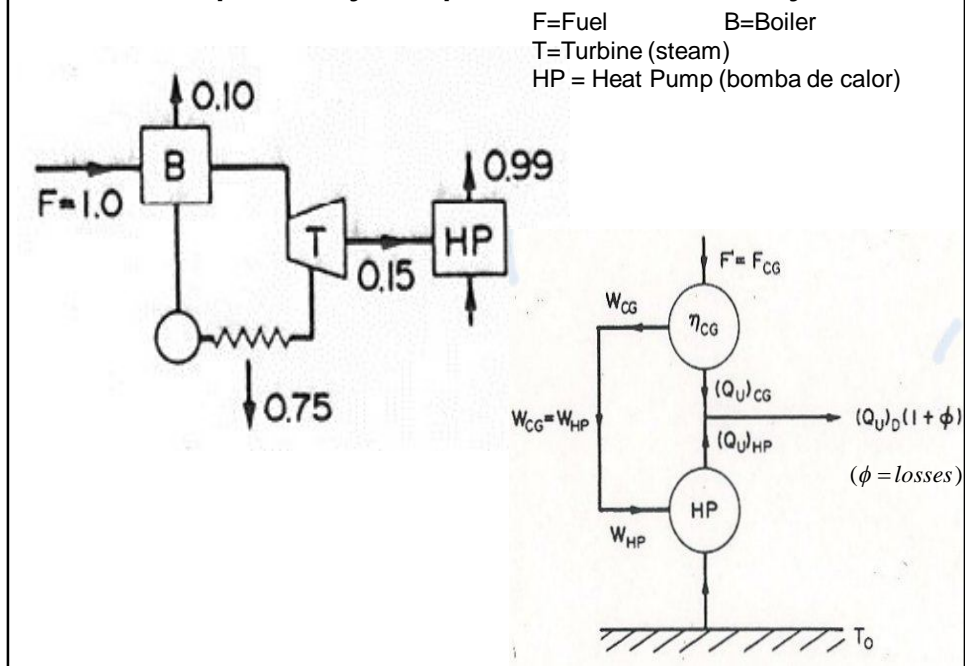 F=Fuel B=Boiler
T=Turbine (steam)
HP = Heat Pump (bomba de calor)
0.10
B
F=1.0
T
0.15
0.99
HP
0.75
F = F_CG
W_CG
η_CG
(Q_U)_CG
W_CG = W_HP
(Q_U)_D (1 + φ)
(Q_U)_HP
(φ = losses)
HP
W_HP
T_O